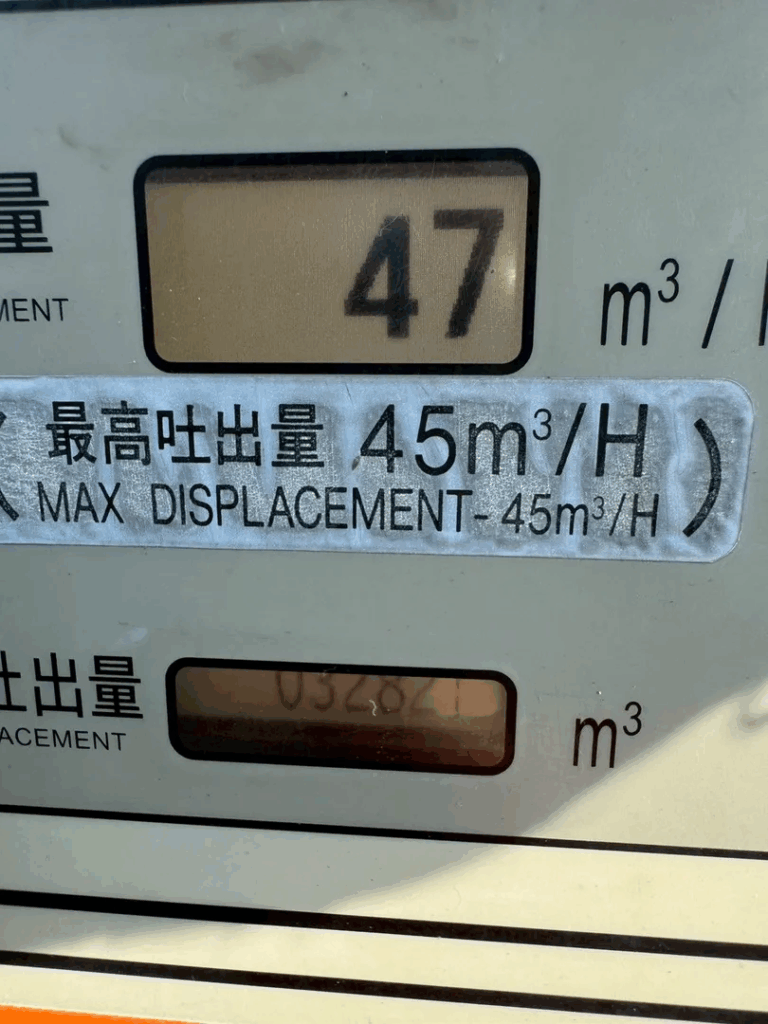 量
47
MENT
m³/
最高吐出量 45m³/H)
MAX DISPLACEMENT- 45m³/H
吐出量
ACEMENT
m³